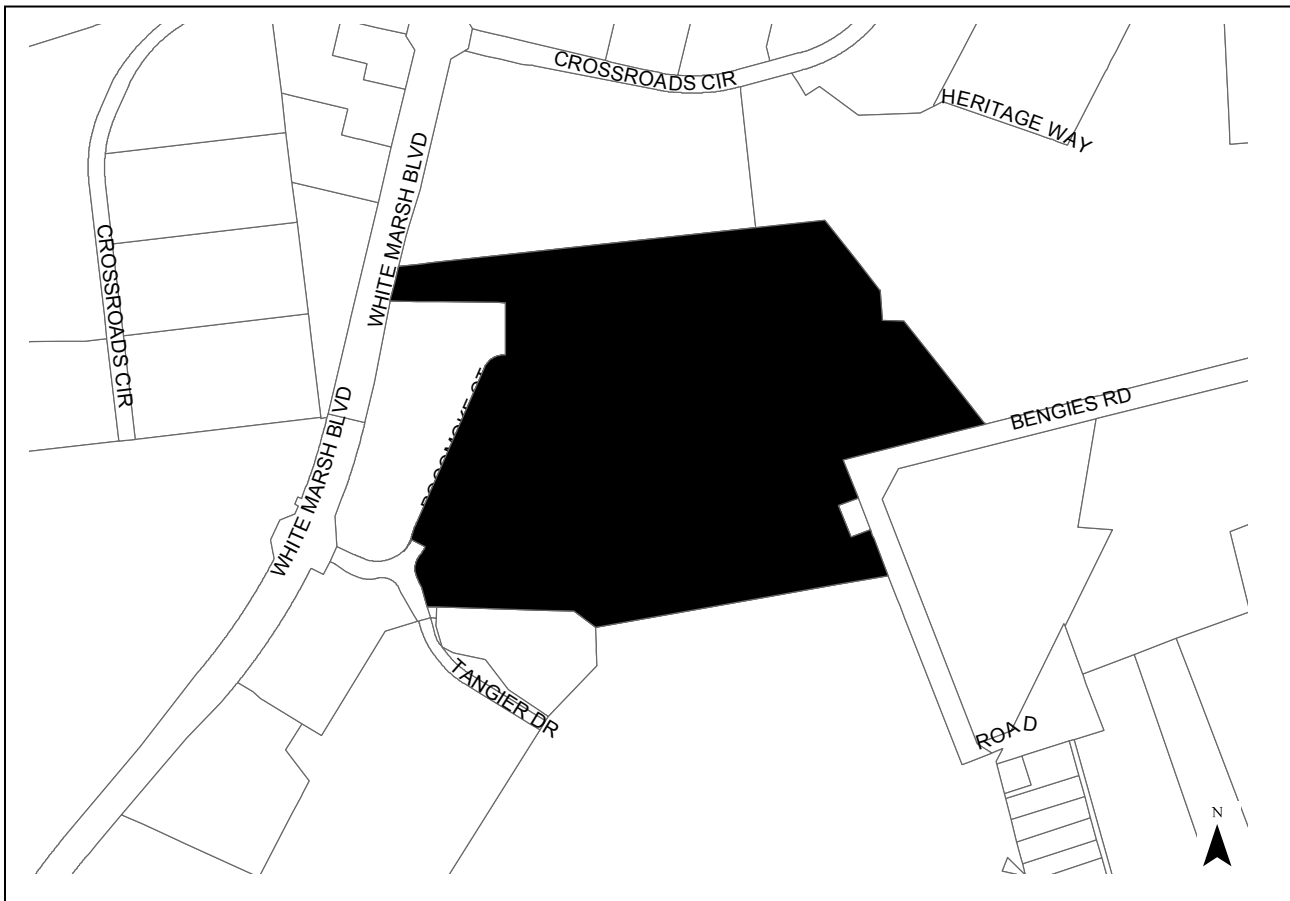 CROSSROADS CIR
HERITAGE WAY
WHITE MARSH BLVD
CROSSROADS CIR
BENGIES RD
WHITE MARSH BLVD
TANGIER DR
ROAD
N